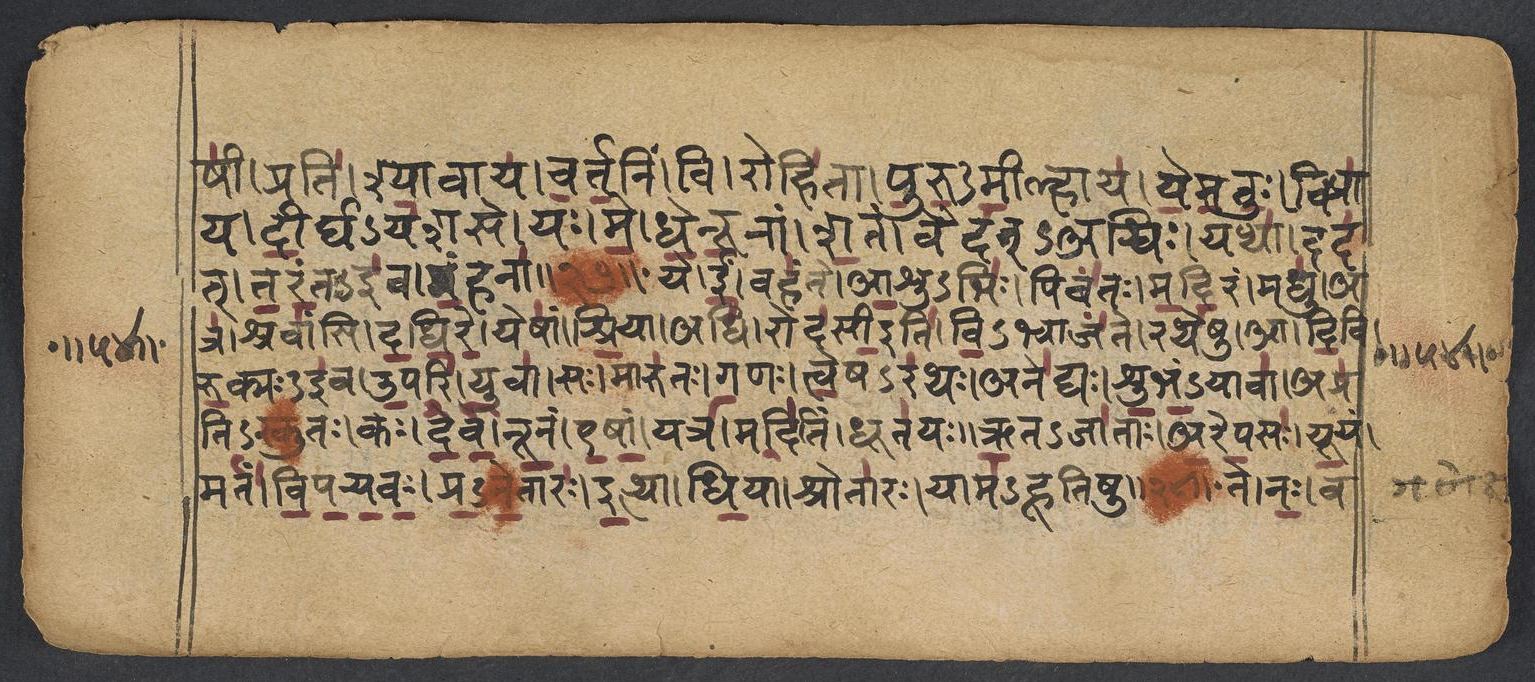 षी।प्रति।श्यावाय।वर्तनिं।वि।रोहिता।पुरुऽमीळ्हाय।येमतुः।विप्रा
य।दीर्घऽयशसे।यः।मे।धेनूनां।शतं।वैदत्ऽअश्विः।यथा।दद
त्।तरंतःऽइव।मंहना॥ ॥ये।ईं।वहंते।आशुऽभिः।पिबंतः।मदिरं।मधु।अ
त्र।श्रवांसि।दधिरे।येषां।श्रिया।अधि।रोदसीइति।विऽभ्राजंते।रथेषु।आ।दिवि।
॥५४॥
॥५४॥
रुक्मःऽइव।उपरि।युवा।सः।मारुतः।गणः।त्वेषऽरथः।अनेद्यः।शुभंऽयावा।अप्र
तिऽस्कुतः।कः।वेद।नूनं।एषां।यत्र।मदंति।धूतयः॥ऋतऽजाताः।अरेपसः।यूयं।
मर्तं।विपन्यवः।प्रऽनेतारः।इत्था।धिया।श्रोतारः।यामऽहूतिषु॥ ॥ते।नः।व